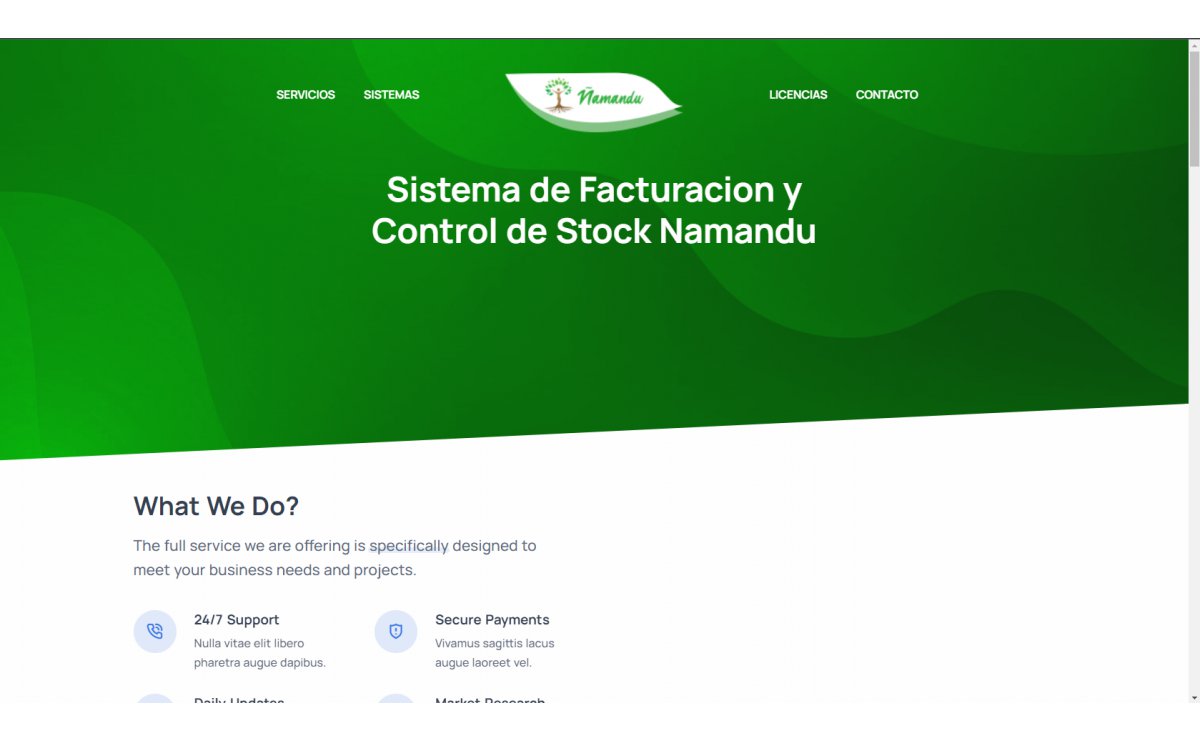 SERVICIOS SISTEMAS Ñamandu LICENCIAS CONTACTO
Sistema de Facturacion y
Control de Stock Namandu
What We Do?
The full service we are offering is specifically designed to
meet your business needs and projects.
24/7 Support
Nulla vitae elit libero
pharetra augue dapibus.
Secure Payments
Vivamus sagittis lacus
augue laoreet vel.
Daily Updates
Market Research